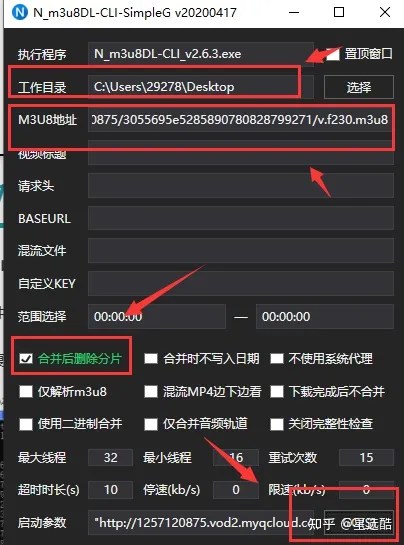 N_m3u8DL-CLI-SimpleG v20200417
执行程序 N_m3u8DL-CLI_v2.6.3.exe 置顶窗口
工作目录 C:\Users\29278\Desktop 选择
M3U8地址 0875/3055695e5285890780828799271/v.f230.m3u8
视频标题
请求头
BASEURL
混流文件
自定义KEY
范围选择 00:00:00 — 00:00:00
合并后删除分片 合并时不写入日期 不使用系统代理
仅解析m3u8 混流MP4边下边看 下载完成后不合并
使用二进制合并 仅合并音频轨道 关闭完整性检查
最大线程 32 最小线程 16 重试次数 15
超时时长(s) 10 停速(kb/s) 0 限速(kb/s) 0
启动参数 "http://1257120875.vod2.myqcloud.c
知乎